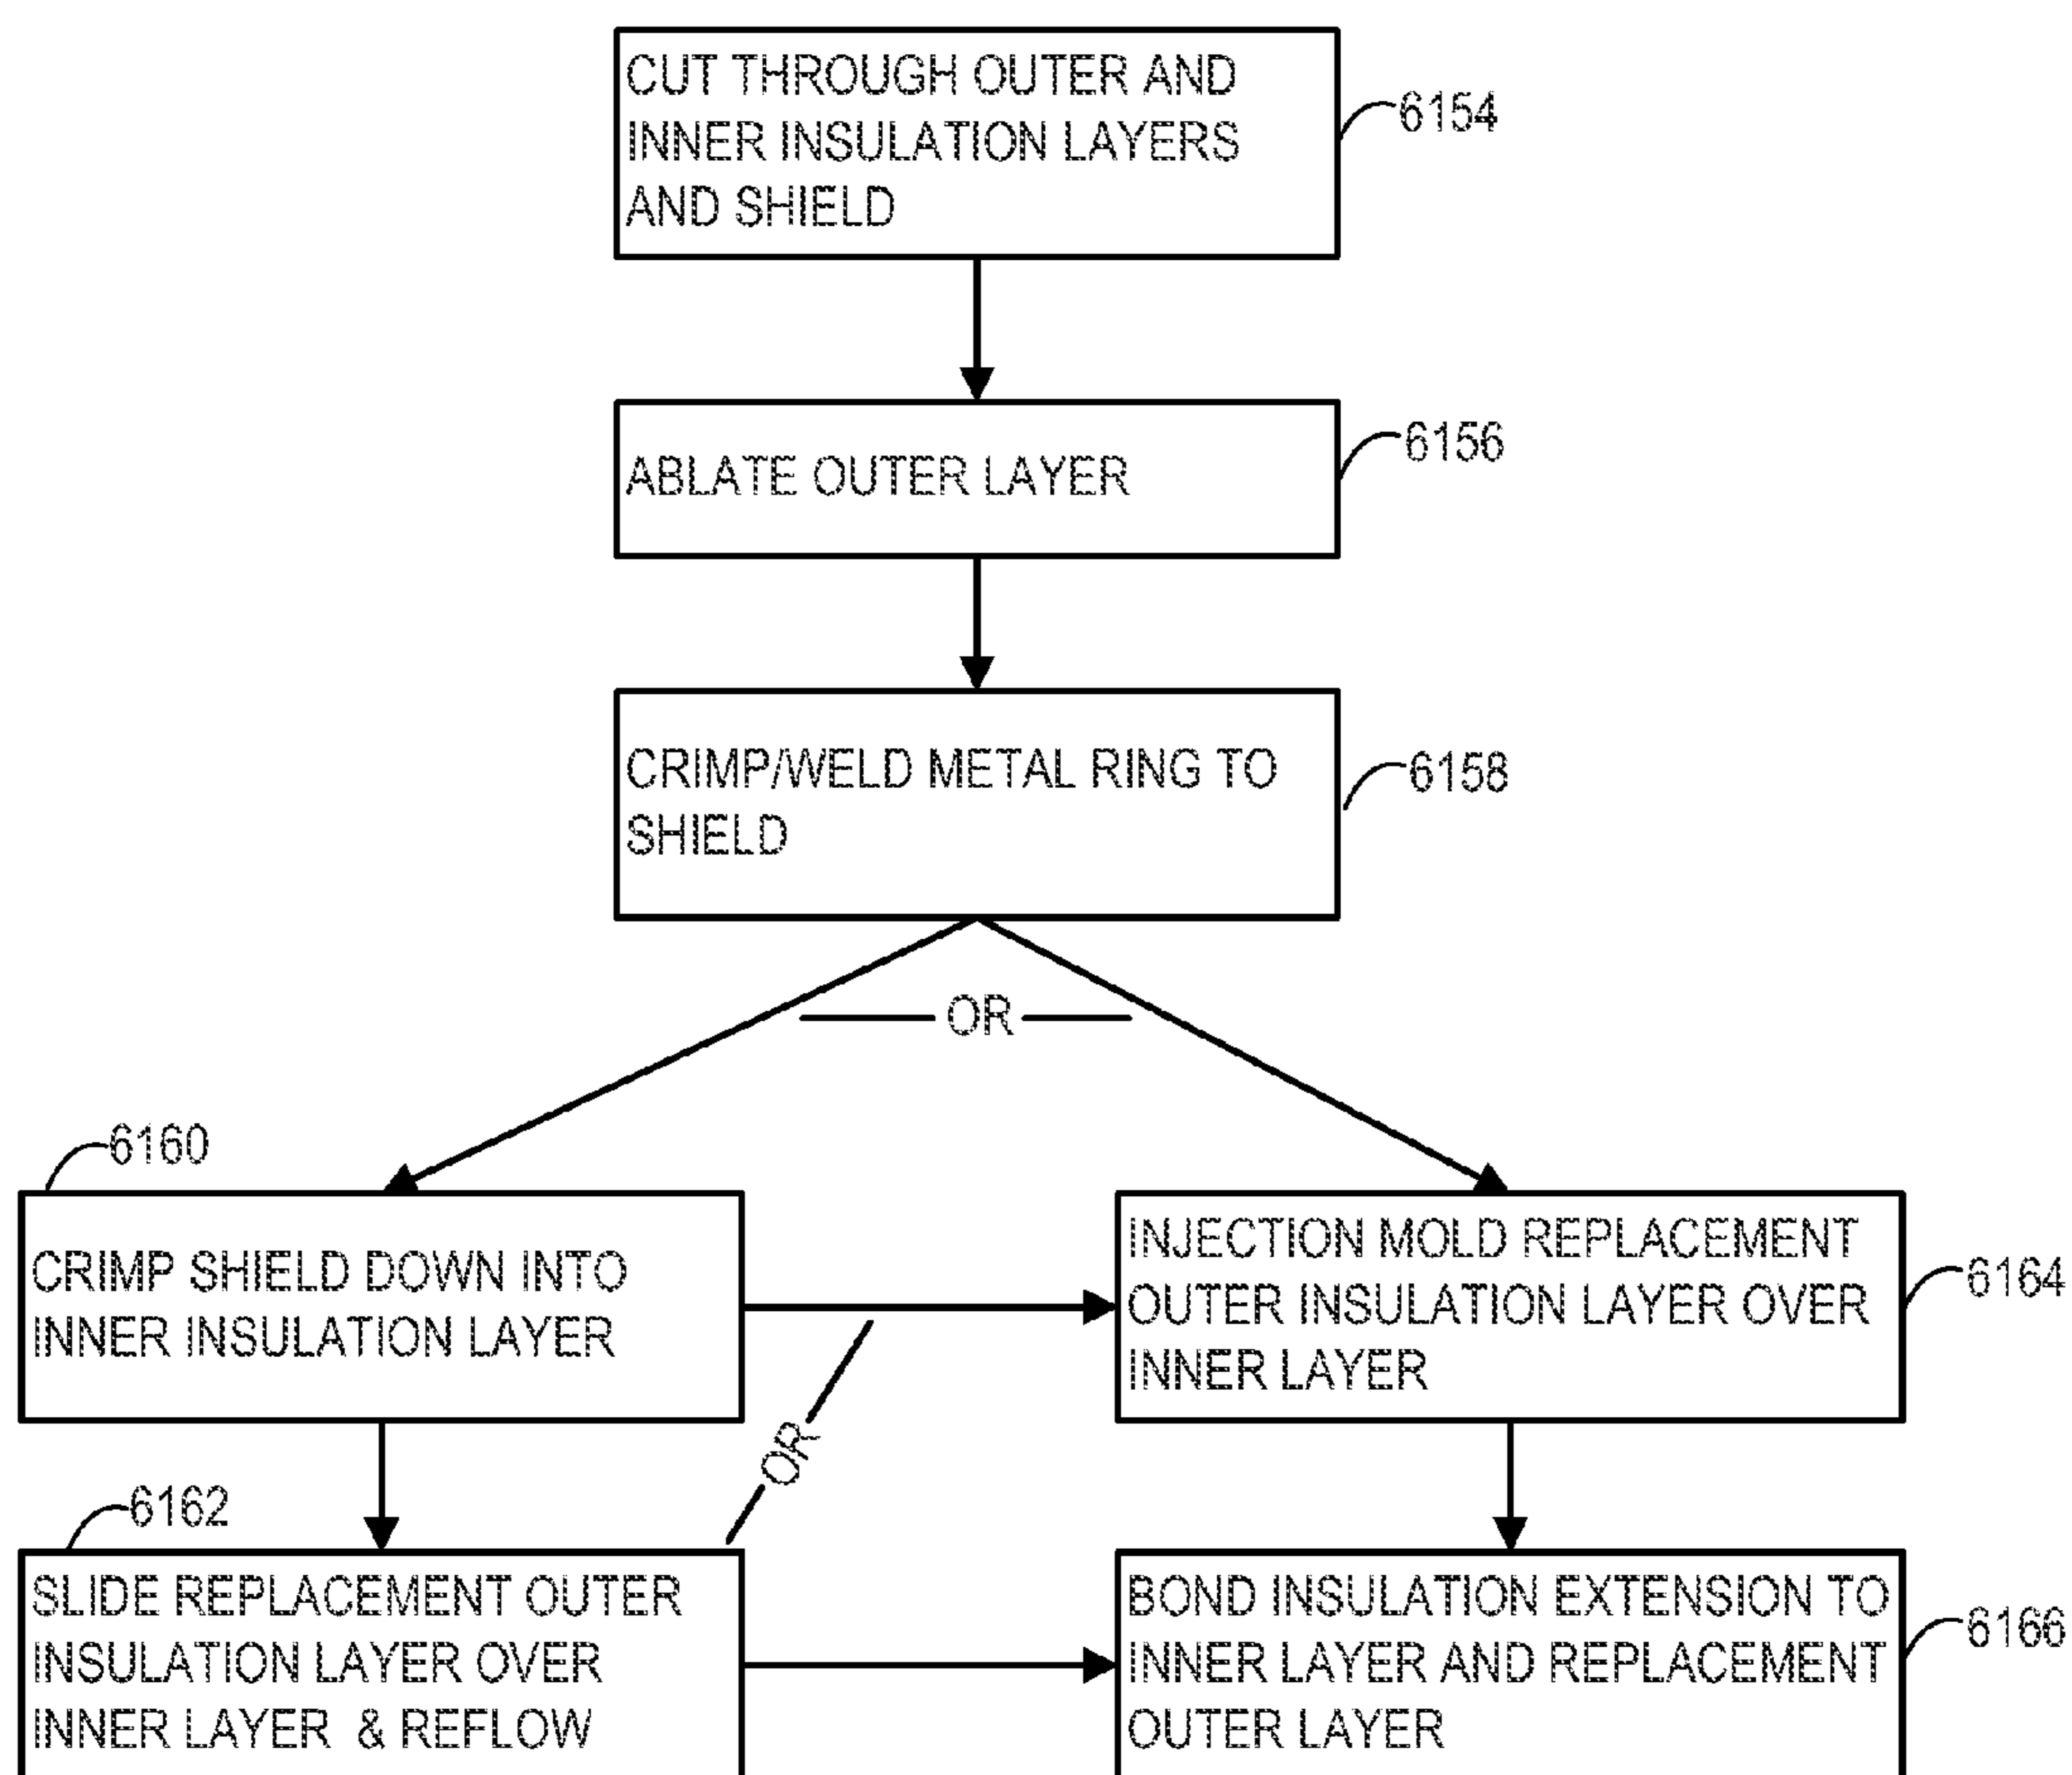 CUT THROUGH OUTER AND
INNER INSULATION LAYERS
AND SHIELD
6154
ABLATE OUTER LAYER
6156
CRIMP/WELD METAL RING TO
SHIELD
6158
OR
6160
CRIMP SHIELD DOWN INTO
INNER INSULATION LAYER
INJECTION MOLD REPLACEMENT
OUTER INSULATION LAYER OVER
INNER LAYER
6164
OR
6162
SLIDE REPLACEMENT OUTER
INSULATION LAYER OVER
INNER LAYER & REFLOW
BOND INSULATION EXTENSION TO
INNER LAYER AND REPLACEMENT
OUTER LAYER
6166